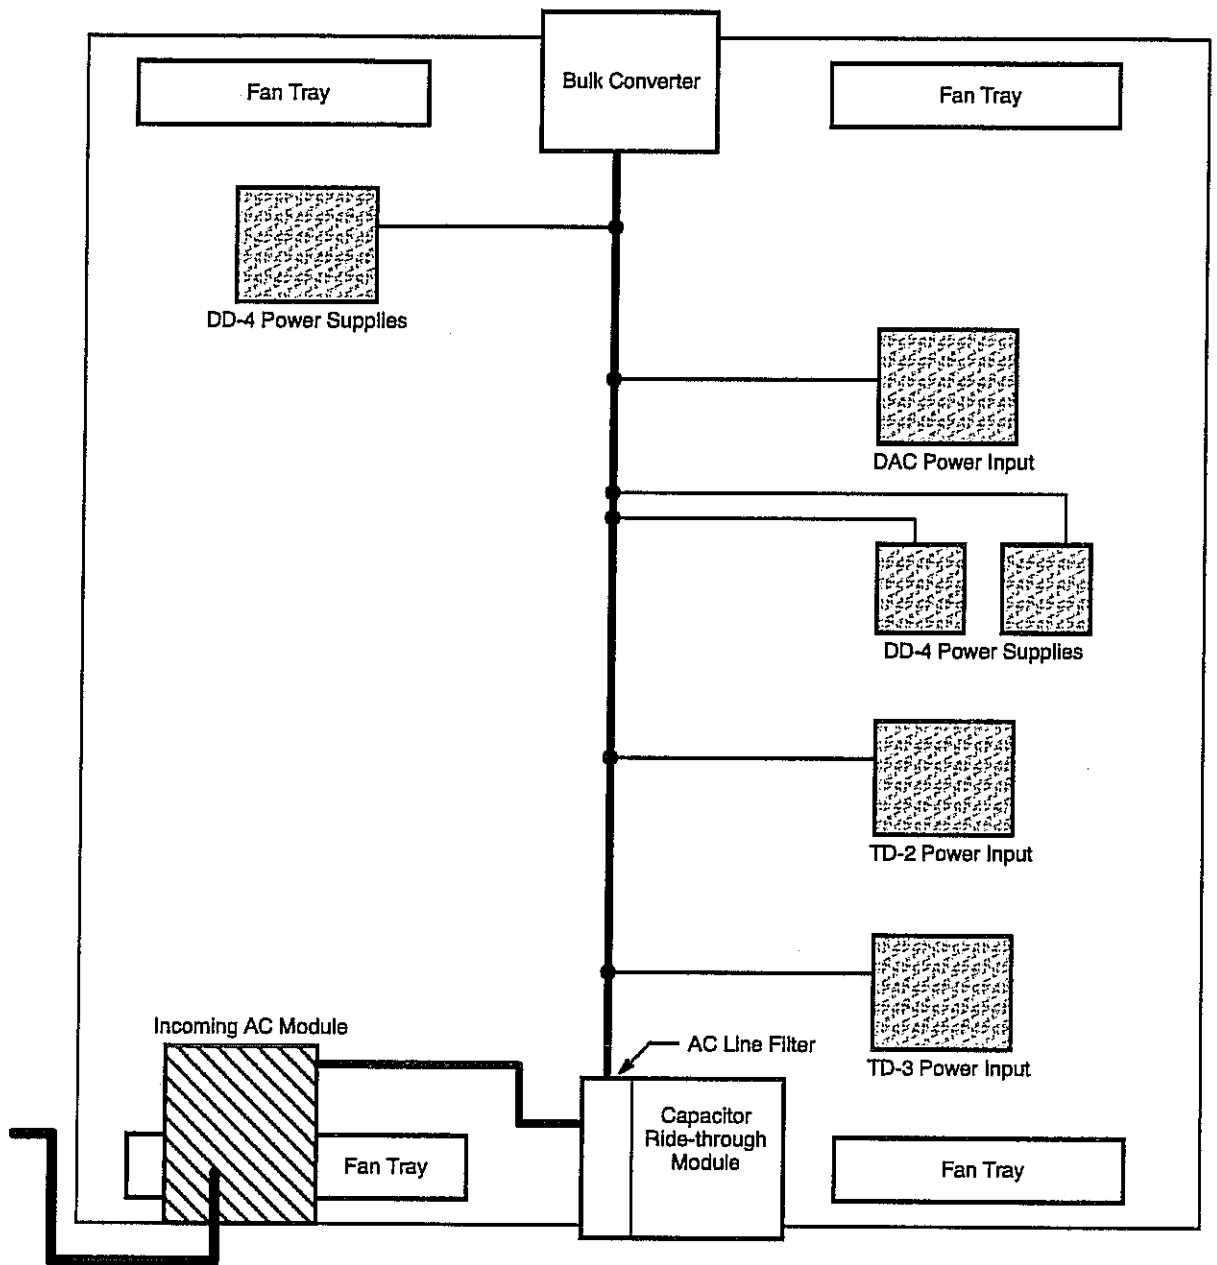 Bulk Converter
Fan Tray
Fan Tray
DD-4 Power Supplies
DAC Power Input
DD-4 Power Supplies
TD-2 Power Input
Incoming AC Module
AC Line Filter
TD-3 Power Input
Capacitor
Ride-through
Module
Fan Tray
Fan Tray